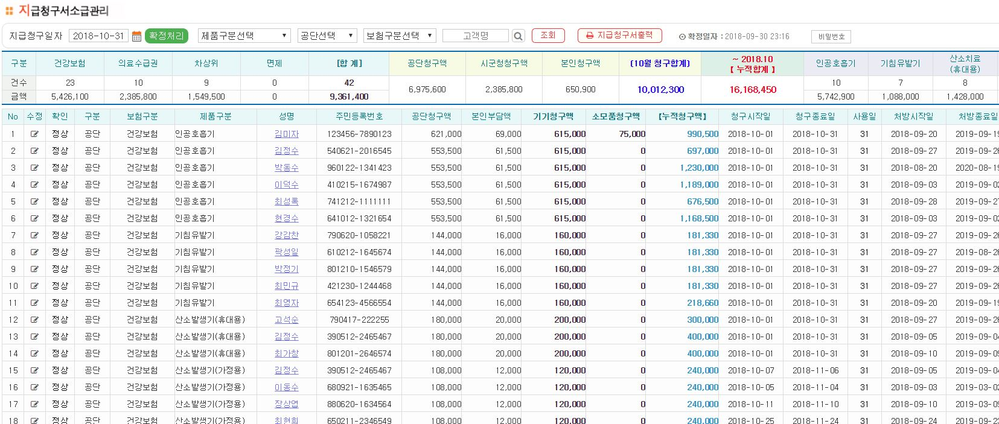 지급청구서소급관리
지급청구일자 2018-10-31 확정처리 제품구분선택 공단선택 보험구분선택 고객명 조회 지급청구서출력 확정일자 : 2018-09-30 23:16 비밀번호
구분 건강보험 의료수급권 차상위 면제 [합 계] 공단청구액 시군청청구액 본인청구액 (10월 청구합계) ~ 2018.10 [ 누적합계 ] 인공호흡기 기침유발기 산소치료 (휴대용)
건수 23 10 9 0 42 6,975,600 2,385,800 650,900 10,012,300 16,168,450 10 7 8
금액 5,426,100 2,385,800 1,549,500 0 9,361,400 5,742,900 1,088,000 1,428,000
No 수정 확인 구분 보험구분 제품구분 성명 주민등록번호 공단청구액 본인부담액 기기청구액 소모품청구액 【누적청구액】 청구시작일 청구종료일 사용일 처방시작일 처방종료일
1 정상 공단 건강보험 인공호흡기 김미자 123456-7890123 621,000 69,000 615,000 75,000 990,500 2018-10-01 2018-10-31 31 2018-09-20 2019-09-19
2 정상 공단 건강보험 인공호흡기 김정수 540621-2016545 553,500 61,500 615,000 0 697,000 2018-10-01 2018-10-31 31 2018-09-27 2019-09-26
3 정상 공단 건강보험 인공호흡기 박동수 960122-1341423 553,500 61,500 615,000 0 1,230,000 2018-10-01 2018-10-31 31 2018-08-20 2020-08-19
4 정상 공단 건강보험 인공호흡기 이덕수 410215-1674987 553,500 61,500 615,000 0 1,189,000 2018-10-01 2018-10-31 31 2018-09-03 2019-09-02
5 정상 공단 건강보험 인공호흡기 최성록 741212-1111111 553,500 61,500 615,000 0 676,500 2018-10-01 2018-10-31 31 2018-09-28 2019-09-27
6 정상 공단 건강보험 인공호흡기 현경수 641012-1321654 553,500 61,500 615,000 0 1,168,500 2018-10-01 2018-10-31 31 2018-09-03 2019-09-02
7 정상 공단 건강보험 기침유발기 강감찬 790620-1058221 144,000 16,000 160,000 0 181,330 2018-10-01 2018-10-31 31 2018-09-27 2019-09-26
8 정상 공단 건강보험 기침유발기 곽성일 610212-1645674 144,000 16,000 160,000 0 181,330 2018-10-01 2018-10-31 31 2018-09-27 2019-08-26
9 정상 공단 건강보험 기침유발기 박정기 801210-1546579 144,000 16,000 160,000 0 181,330 2018-10-01 2018-10-31 31 2018-09-27 2019-09-26
10 정상 공단 건강보험 기침유발기 최민규 421230-1244468 144,000 16,000 160,000 0 181,330 2018-10-01 2018-10-31 31 2018-09-27 2019-09-26
11 정상 공단 건강보험 기침유발기 최영자 654123-4566554 144,000 16,000 160,000 0 218,660 2018-10-01 2018-10-31 31 2018-09-20 2019-09-19
12 정상 공단 건강보험 산소발생기(휴대용) 고석순 790417-222255 180,000 20,000 200,000 0 300,000 2018-10-01 2018-10-31 31 2018-09-27 2019-09-26
13 정상 공단 건강보험 산소발생기(휴대용) 김정수 390512-2465467 180,000 20,000 200,000 0 400,000 2018-10-01 2018-10-31 31 2018-09-05 2019-09-04
14 정상 공단 건강보험 산소발생기(휴대용) 최가창 801201-2646574 180,000 20,000 200,000 0 400,000 2018-10-01 2018-10-31 31 2018-09-10 2019-09-09
15 정상 공단 건강보험 산소발생기(가정용) 김정수 390512-2465467 108,000 12,000 120,000 0 240,000 2018-10-07 2018-11-06 31 2018-09-05 2019-09-04
16 정상 공단 건강보험 산소발생기(가정용) 이동수 680921-1635465 108,000 12,000 120,000 0 240,000 2018-10-05 2018-11-04 31 2018-09-03 2019-03-02
17 정상 공단 건강보험 산소발생기(가정용) 장상엽 880620-1634564 108,000 12,000 120,000 0 240,000 2018-10-11 2018-11-10 31 2018-09-10 2019-03-09
18 정상 공단 건강보험 산소발생기(가정용) 최현희 650211-2346549 108,000 12,000 120,000 0 240,000 2018-10-25 2018-11-24 31 2018-09-24 2019-09-23